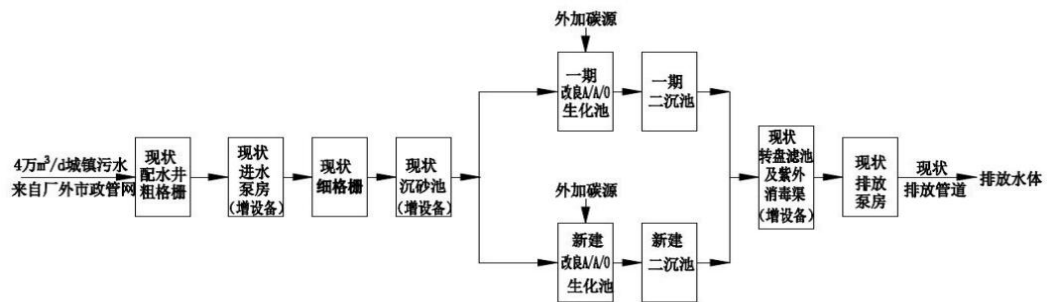 4万m³/d城镇污水
来自厂外市政管网
现状
配水井
粗格栅
现状
进水
泵房
(增设备)
现状
细格栅
现状
沉砂池
(增设备)
外加碳源
一期
改良A/A/O
生化池
一期
二沉池
外加碳源
新建
改良A/A/O
生化池
新建
二沉池
现状
转盘滤池
及紫外
消毒渠
(增设备)
现状
排放
泵房
现状
排放管道
排放水体